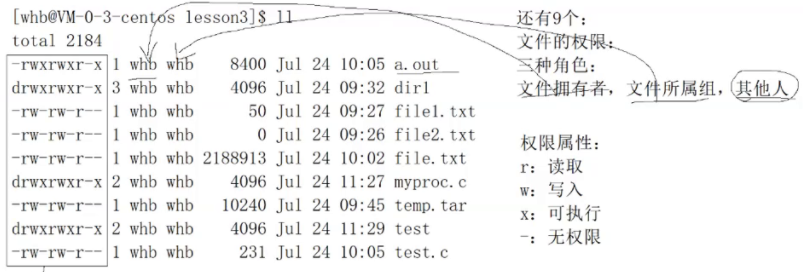 [whb@VM-0-3-centos lesson3]$ ll
total 2184
-rwxrwxr-x 1 whb whb 8400 Jul 24 10:05 a.out
drwxrwxr-x 3 whb whb 4096 Jul 24 09:32 dir1
-rw-rw-r-- 1 whb whb 50 Jul 24 09:27 file1.txt
-rw-rw-r-- 1 whb whb 0 Jul 24 09:26 file2.txt
-rw-rw-r-- 1 whb whb 2188913 Jul 24 10:02 file.txt
drwxrwxr-x 2 whb whb 4096 Jul 24 11:27 myproc.c
-rw-rw-r-- 1 whb whb 10240 Jul 24 09:45 temp.tar
drwxrwxr-x 2 whb whb 4096 Jul 24 11:29 test
-rw-rw-r-- 1 whb whb 231 Jul 24 10:05 test.c
还有9个:
文件的权限:
三种角色:
文件拥有者, 文件所属组, 其他人
权限属性:
r: 读取
w: 写入
x: 可执行
-: 无权限